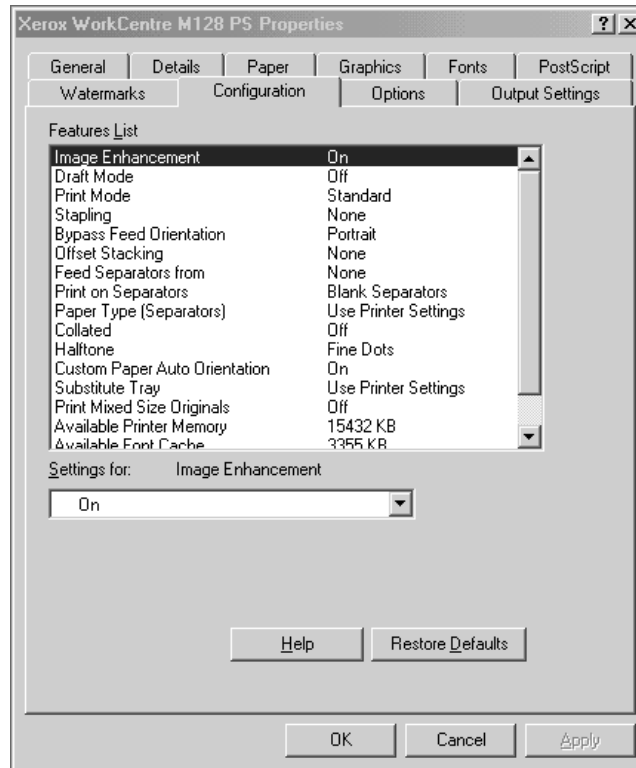 Xerox WorkCentre M128 PS Properties
General Details Paper Graphics Fonts PostScript
Watermarks Configuration Options Output Settings
Features List
Image Enhancement On
Draft Mode Off
Print Mode Standard
Stapling None
Bypass Feed Orientation Portrait
Offset Stacking None
Feed Separators from None
Print on Separators Blank Separators
Paper Type (Separators) Use Printer Settings
Collated Off
Halftone Fine Dots
Custom Paper Auto Orientation On
Substitute Tray Use Printer Settings
Print Mixed Size Originals Off
Available Printer Memory 15432 KB
Available Font Cache 3355 KB
Settings for: Image Enhancement
On
Help Restore Defaults
OK Cancel Apply